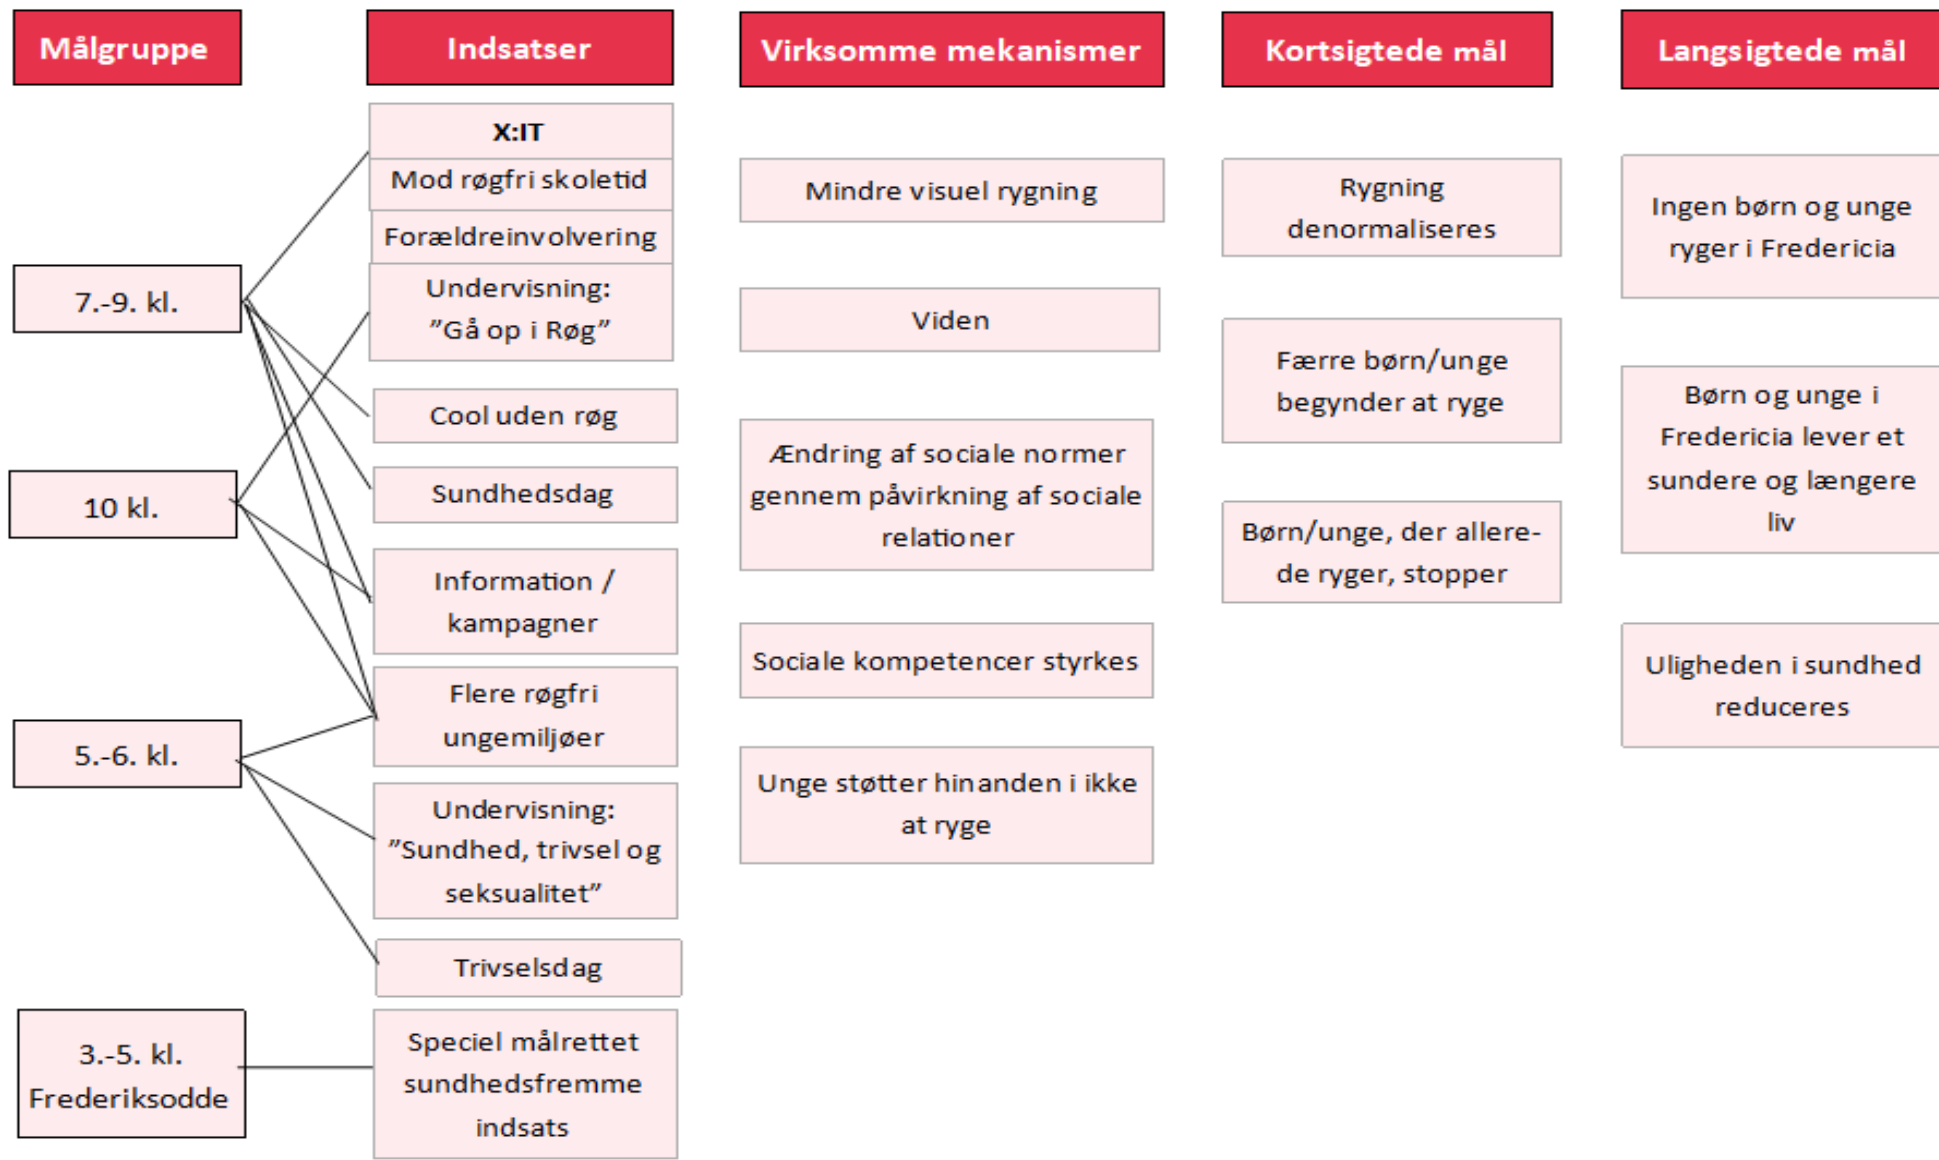 Målgruppe
Indsatser
Virksomme mekanismer
Kortsigtede mål
Langsigtede mål
7.-9. kl.
10 kl.
5.-6. kl.
3.-5. kl.
Frederiksodde
X:IT
Mod røgfri skoletid
Forældreinvolvering
Undervisning:
”Gå op i Røg”
Cool uden røg
Sundhedsdag
Information /
kampagner
Flere røgfri
ungemiljøer
Undervisning:
”Sundhed, trivsel og
seksualitet”
Trivselsdag
Speciel målrettet
sundhedsfremme
indsats
Mindre visuel rygning
Viden
Ændring af sociale normer
gennem påvirkning af sociale
relationer
Sociale kompetencer styrkes
Unge støtter hinanden i ikke
at ryge
Rygning
denormaliseres
Færre børn/unge
begynder at ryge
Børn/unge, der allere-
de ryger, stopper
Ingen børn og unge
ryger i Fredericia
Børn og unge i
Fredericia lever et
sundere og længere
liv
Uligheden i sundhed
reduceres